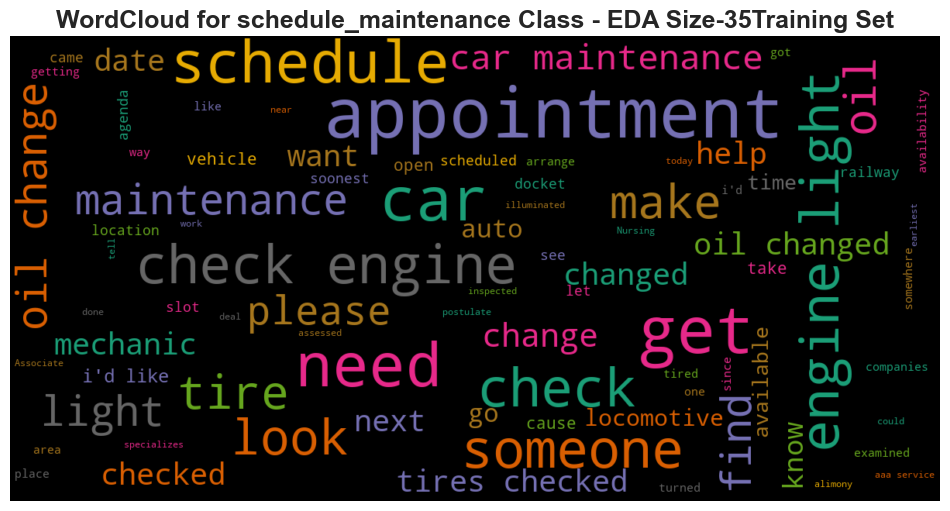 WordCloud for schedule_maintenance Class - EDA Size-35Training Set
came
getting
date
schedule
car maintenance
got
oil
oil change
agenda
like
near
appointment
engine light
availability
way
vehicle
want
open
scheduled
arrange
today
help
railway
soonest
docket
i'd
time
maintenance
car
illuminated
make
work
location
tell
auto
Nursing
earliest
oil changed
check engine
see
changed
take
somewhere
inspected
let
slot
done
deal
please
postulate
assessed
change
get
mechanic
Associate
need
since
available
companies
i'd like
tire
check
tired
one
light
next
go
cause
locomotive
find
know
could
look
someone
area
specializes
examined
place
checked
tires checked
turned
alimony
aaa service